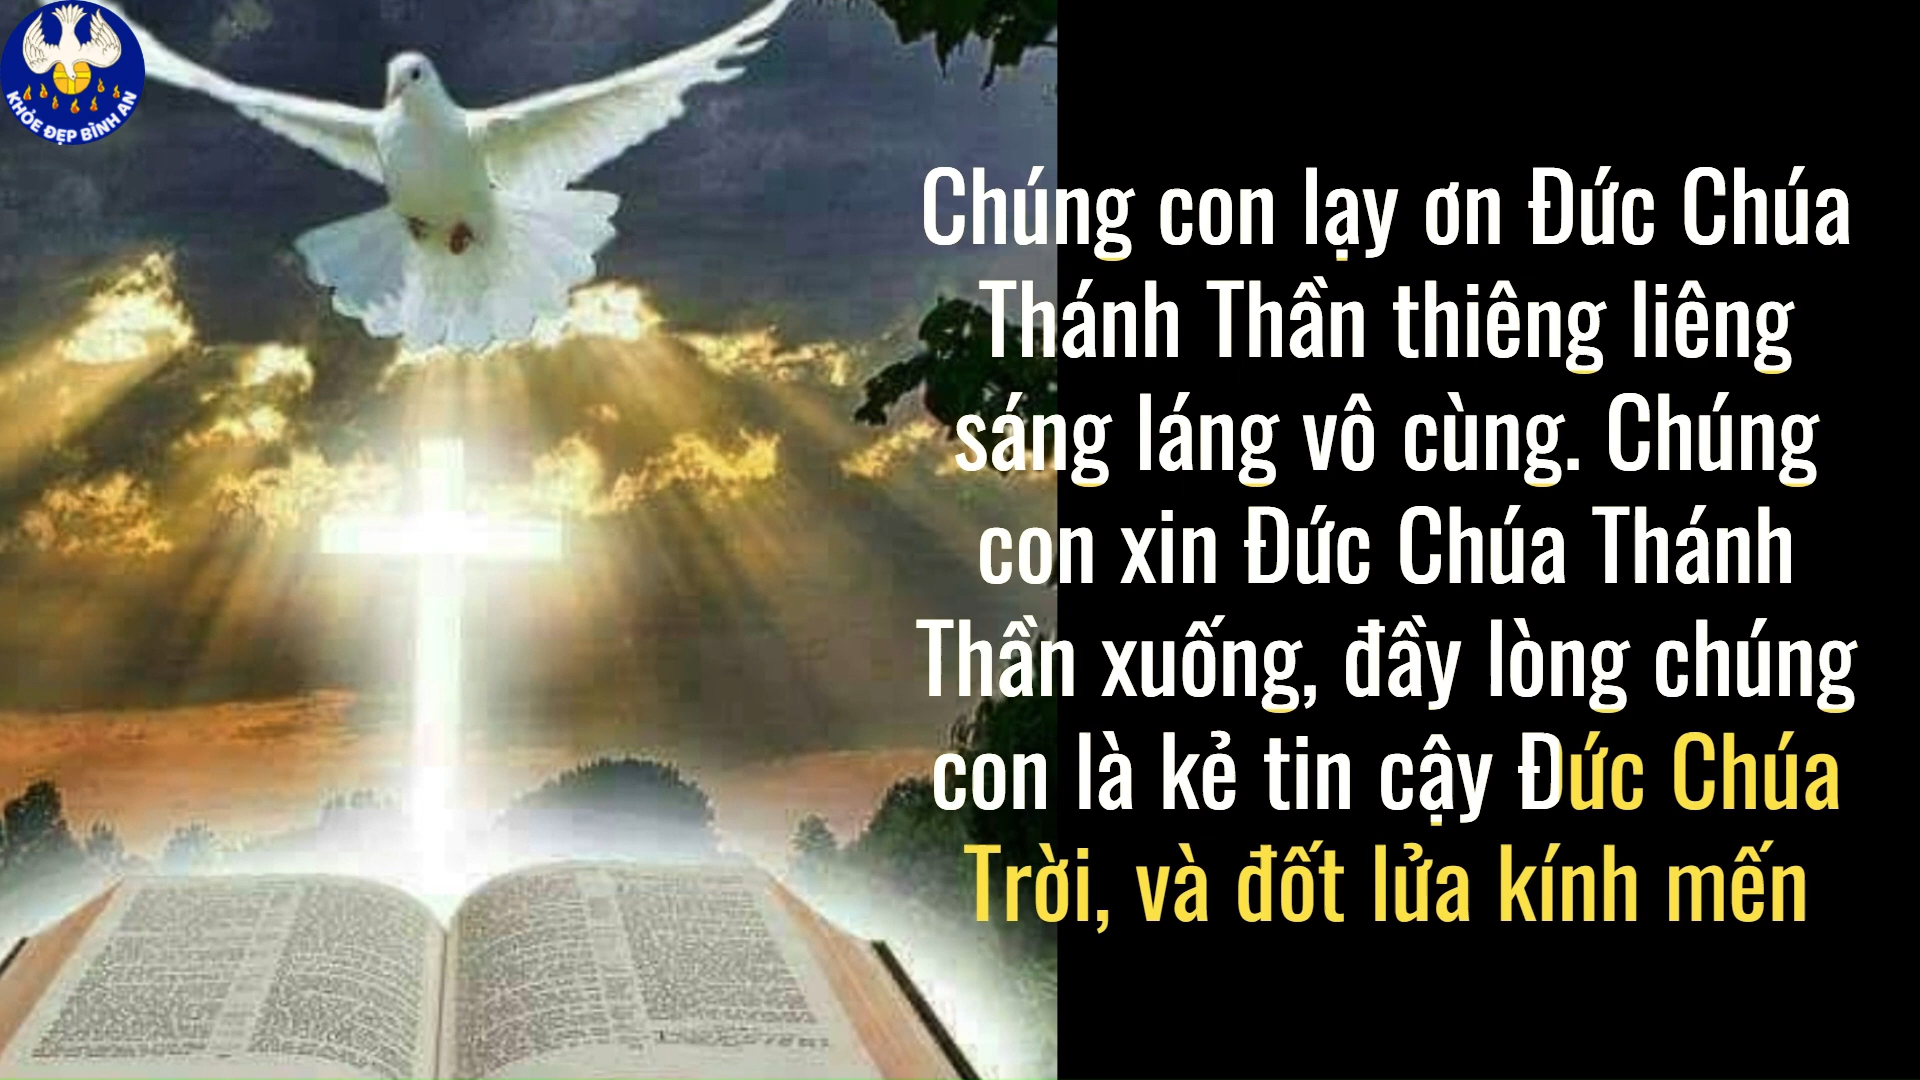 KHỎE ĐẸP BÌNH AN
Chúng con lạy ơn Đức Chúa
Thánh Thần thiêng liêng
sáng láng vô cùng. Chúng
con xin Đức Chúa Thánh
Thần xuống, đầy lòng chúng
con là kẻ tin cậy Đức Chúa
Trời, và đốt lửa kính mến